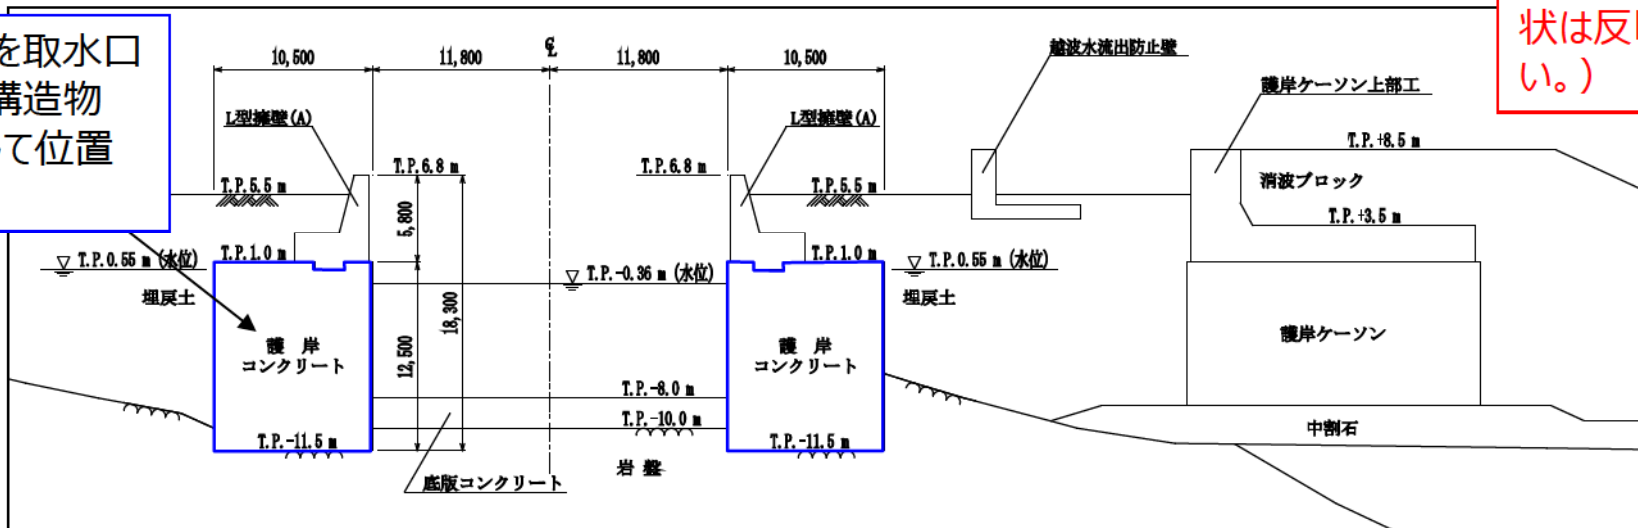 を取水口
構造物
て位置
状は反
い。）
10,500
11,800
℄
11,800
10,500
越波水流出防止壁
護岸ケーソン上部工
L型擁壁(A)
L型擁壁(A)
T.P.+8.5 m
T.P.6.8 m
T.P.6.8 m
消波ブロック
T.P.5.5 m
T.P.5.5 m
T.P.+3.5 m
5,800
T.P.1.0 m
T.P.1.0 m
T.P.0.55 m (水位)
T.P.-0.36 m (水位)
T.P.0.55 m (水位)
埋戻土
埋戻土
18,300
12,500
護 岸
コンクリート
護 岸
コンクリート
護岸ケーソン
T.P.-8.0 m
T.P.-10.0 m
T.P.-11.5 m
T.P.-11.5 m
中割石
岩 盤
底版コンクリート